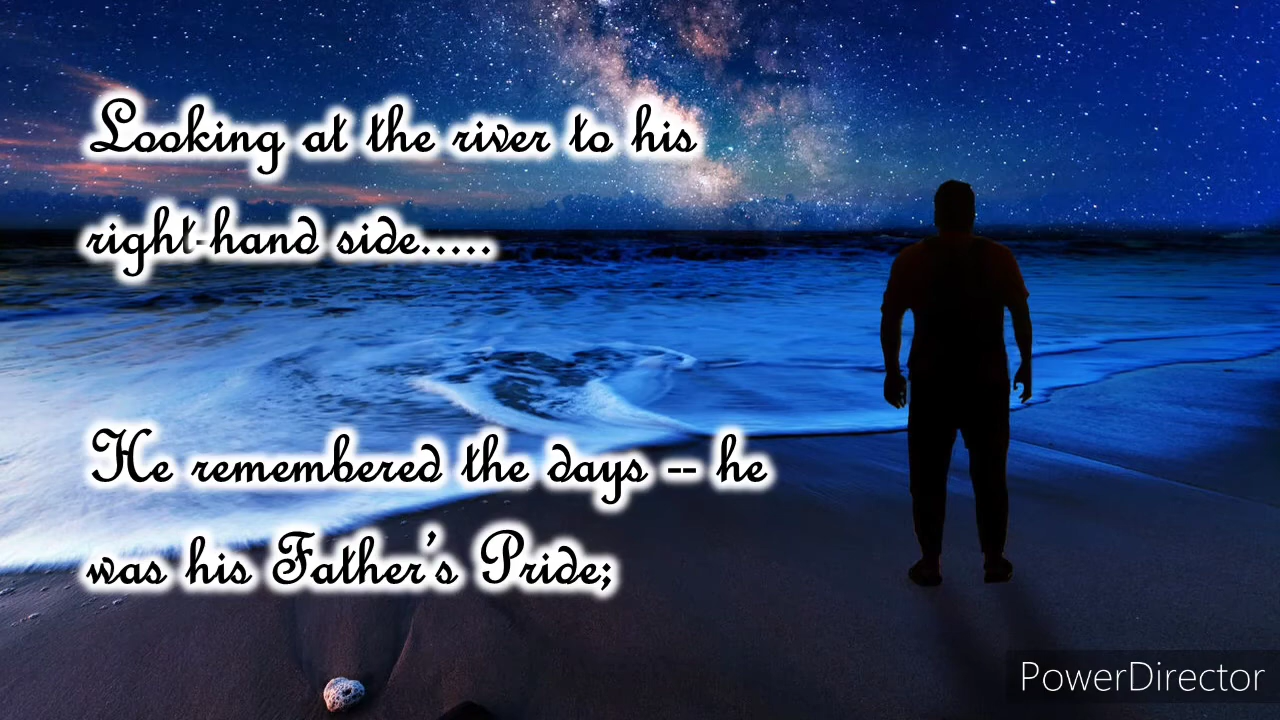 Looking at the river to his
right-hand side.....
He remembered the days -- he
was his Father's Pride;
PowerDirector